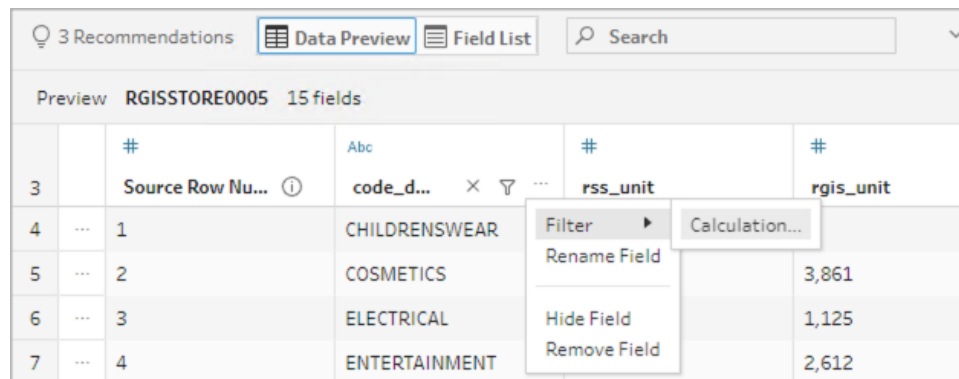 3 Recommendations Data Preview Field List Search
Preview RGISSTORE0005 15 fields
# Abc # #
3 Source Row Nu... code_d... ... rss_unit rgis_unit
4 ... 1 CHILDRENSWEAR Filter Calculation...
Rename Field
5 ... 2 COSMETICS 3,861
6 ... 3 ELECTRICAL Hide Field 1,125
Remove Field
7 ... 4 ENTERTAINMENT 2,612